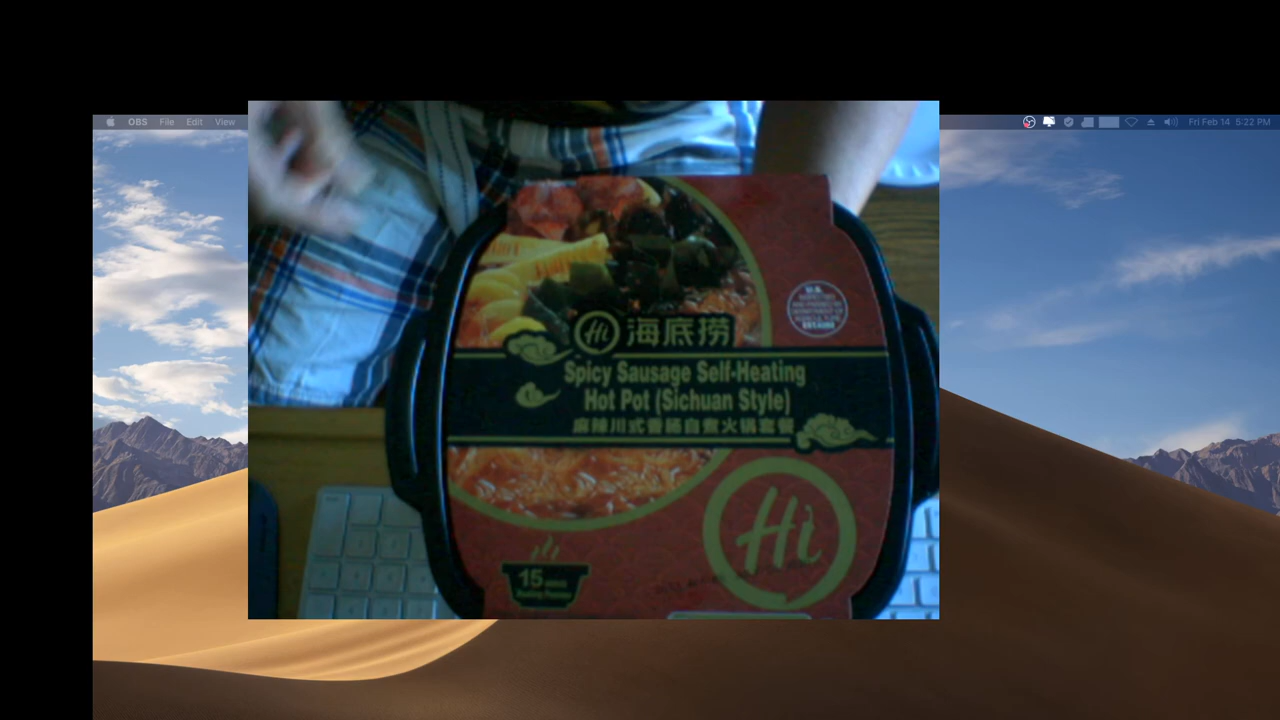 OBS File Edit View
Fri Feb 14 5:22 PM
Hi 海底捞
U.S.
Spicy Sausage Self-Heating
Hot Pot (Sichuan Style)
麻辣川式香肠自煮火锅套餐
Hi
15